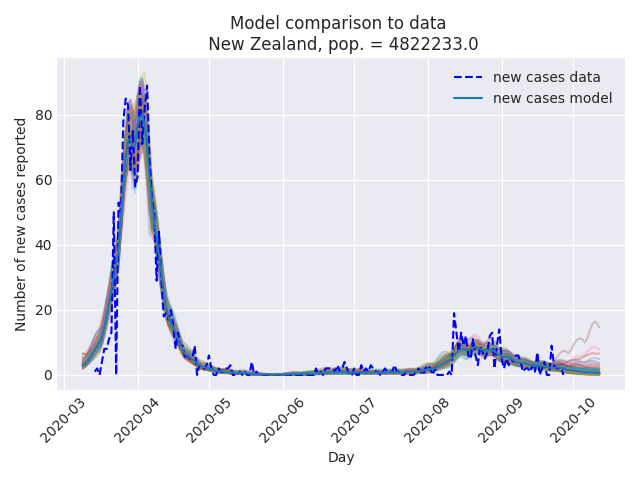 Model comparison to data
New Zealand, pop. = 4822233.0
new cases data
new cases model
Number of new cases reported
80
60
40
20
0
2020-03
2020-04
2020-05
2020-06
2020-07
2020-08
2020-09
2020-10
Day